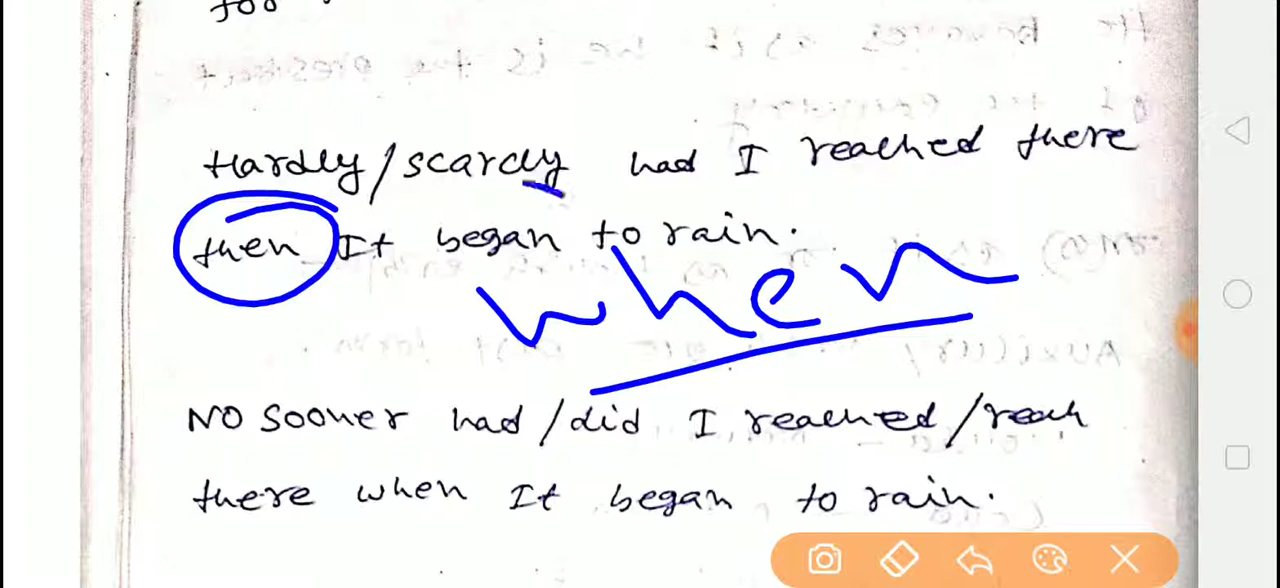 Hardly/scarcly had I reached there
then It began to rain.
when
No sooner had/did I reached/reach
there when It began to rain.